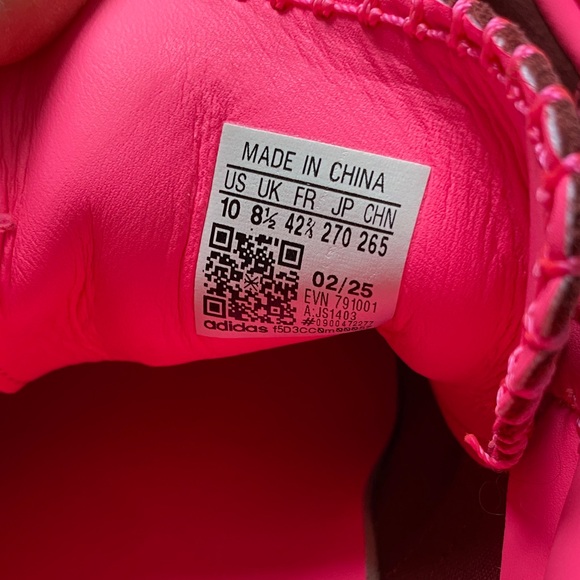 MADE IN CHINA
US UK FR JP CHN
10 8½ 42⅔ 270 265
02/25
EVN 791001
A:JS1403
#0900472277
adidas